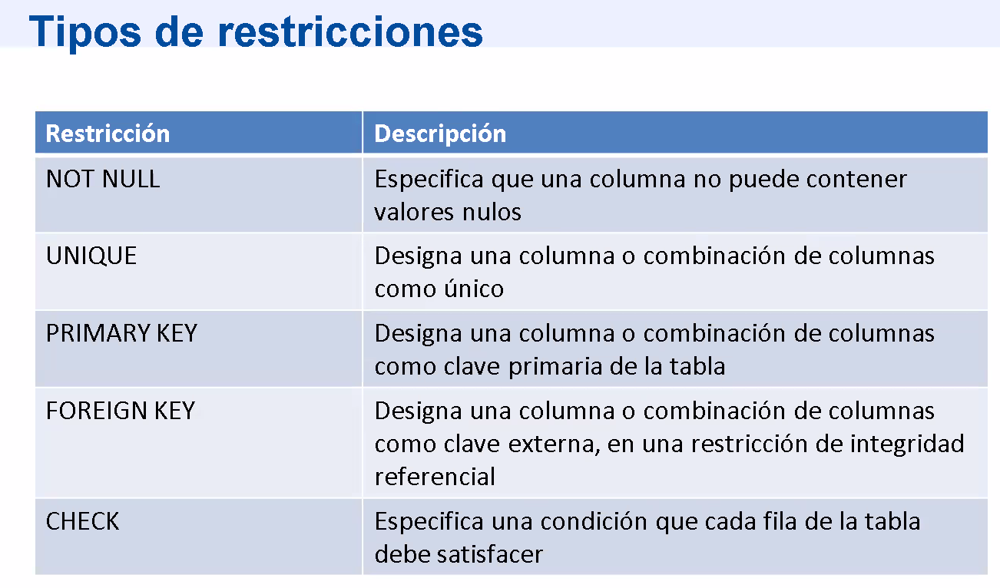 Tipos de restricciones
Restricción
Descripción
NOT NULL
Especifica que una columna no puede contener
valores nulos
UNIQUE
Designa una columna o combinación de columnas
como único
PRIMARY KEY
Designa una columna o combinación de columnas
como clave primaria de la tabla
FOREIGN KEY
Designa una columna o combinación de columnas
como clave externa, en una restricción de integridad
referencial
CHECK
Especifica una condición que cada fila de la tabla
debe satisfacer